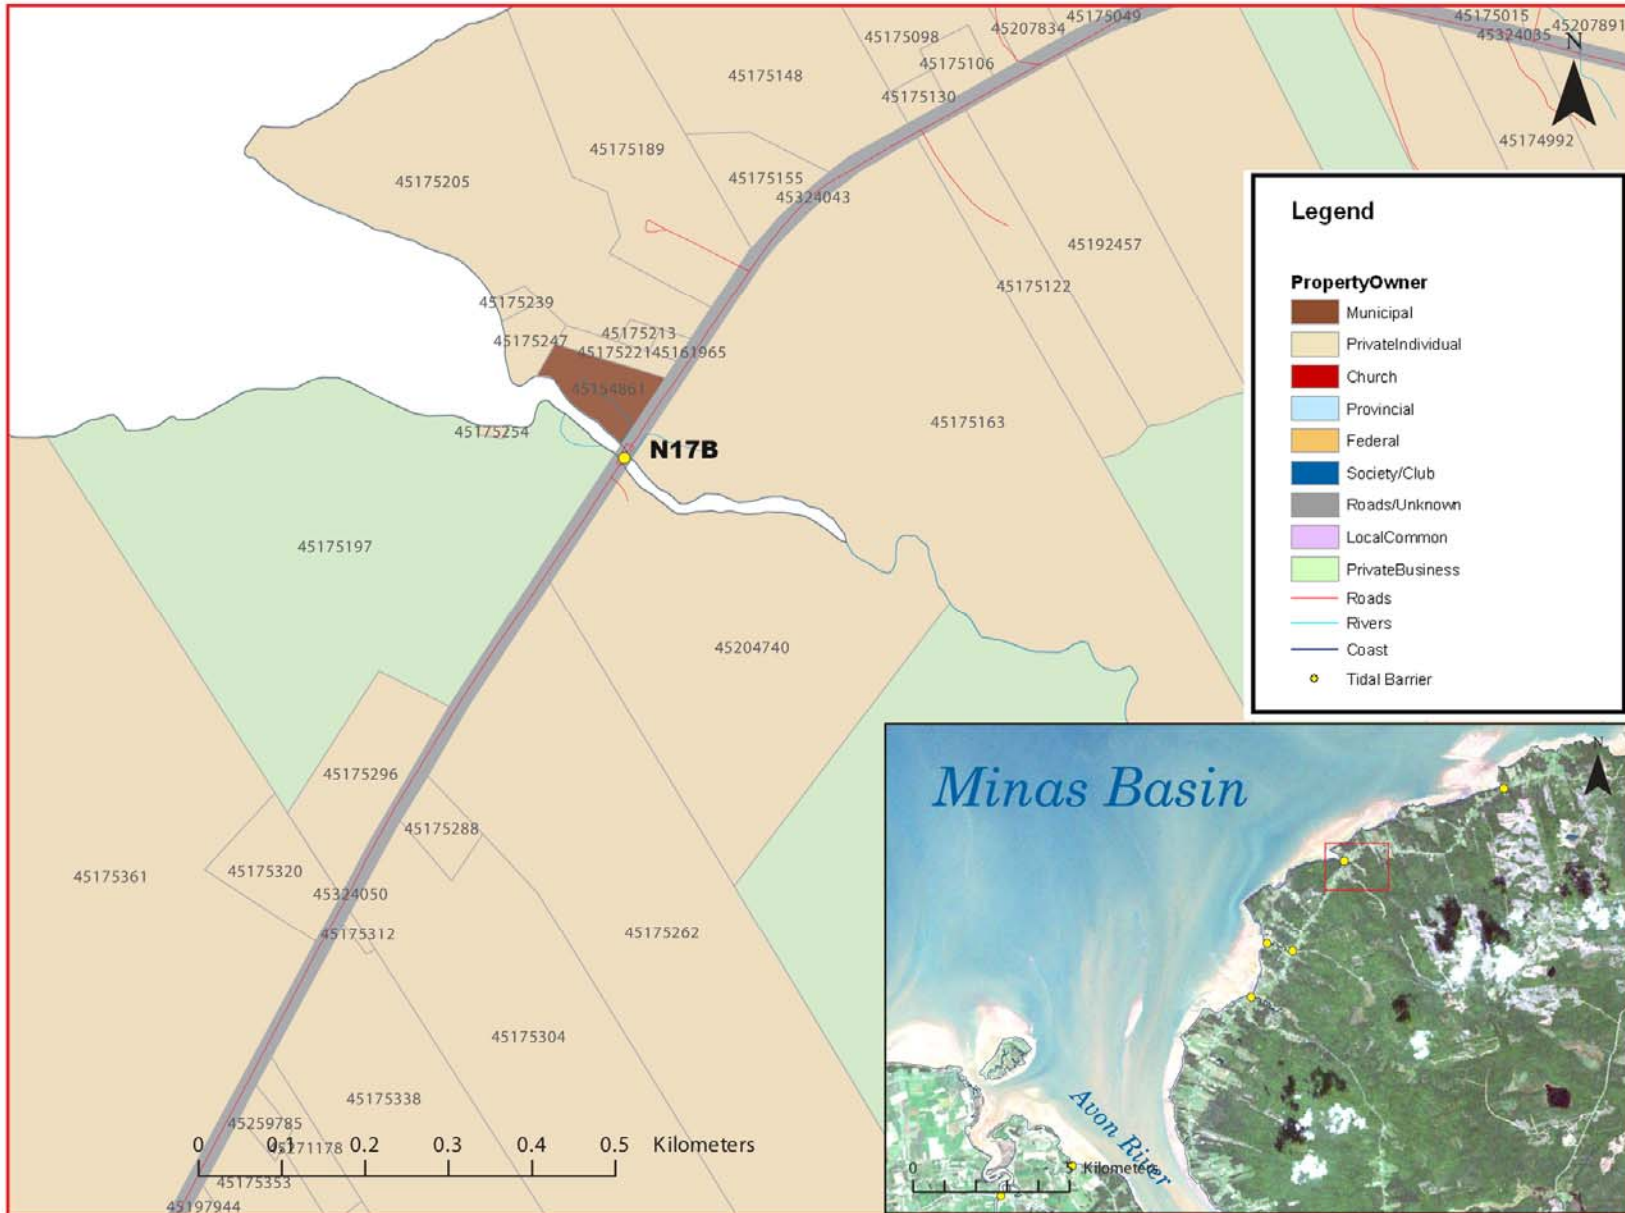 45175049
45207834
45175098
45175015
45207891
45324035
N
45175106
45175148
45175130
45174992
45175189
45175155
45175205
45324043
45192457
45175122
45175239
45175213
45175247
45175221
45161965
45154861
45175163
45175254
N17B
45175197
45204740
45175296
45175288
45175361
45175320
45324050
45175312
45175262
45175304
45175338
45259785
45271178
45175353
45197944
0 0.1 0.2 0.3 0.4 0.5 Kilometers
Legend
PropertyOwner
Municipal
PrivateIndividual
Church
Provincial
Federal
Society/Club
Roads/Unknown
LocalCommon
PrivateBusiness
Roads
Rivers
Coast
Tidal Barrier
Minas Basin
N
Avon River
0 5 Kilometers